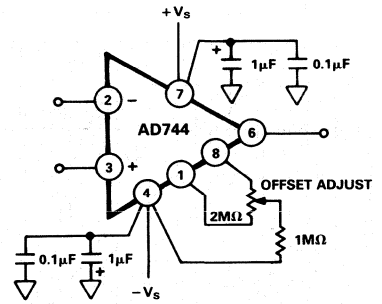 +VS
+
1µF
0.1µF
2
−
7
AD744
6
3
+
8
1
OFFSET ADJUST
4
2MΩ
1MΩ
0.1µF
1µF
+
−VS